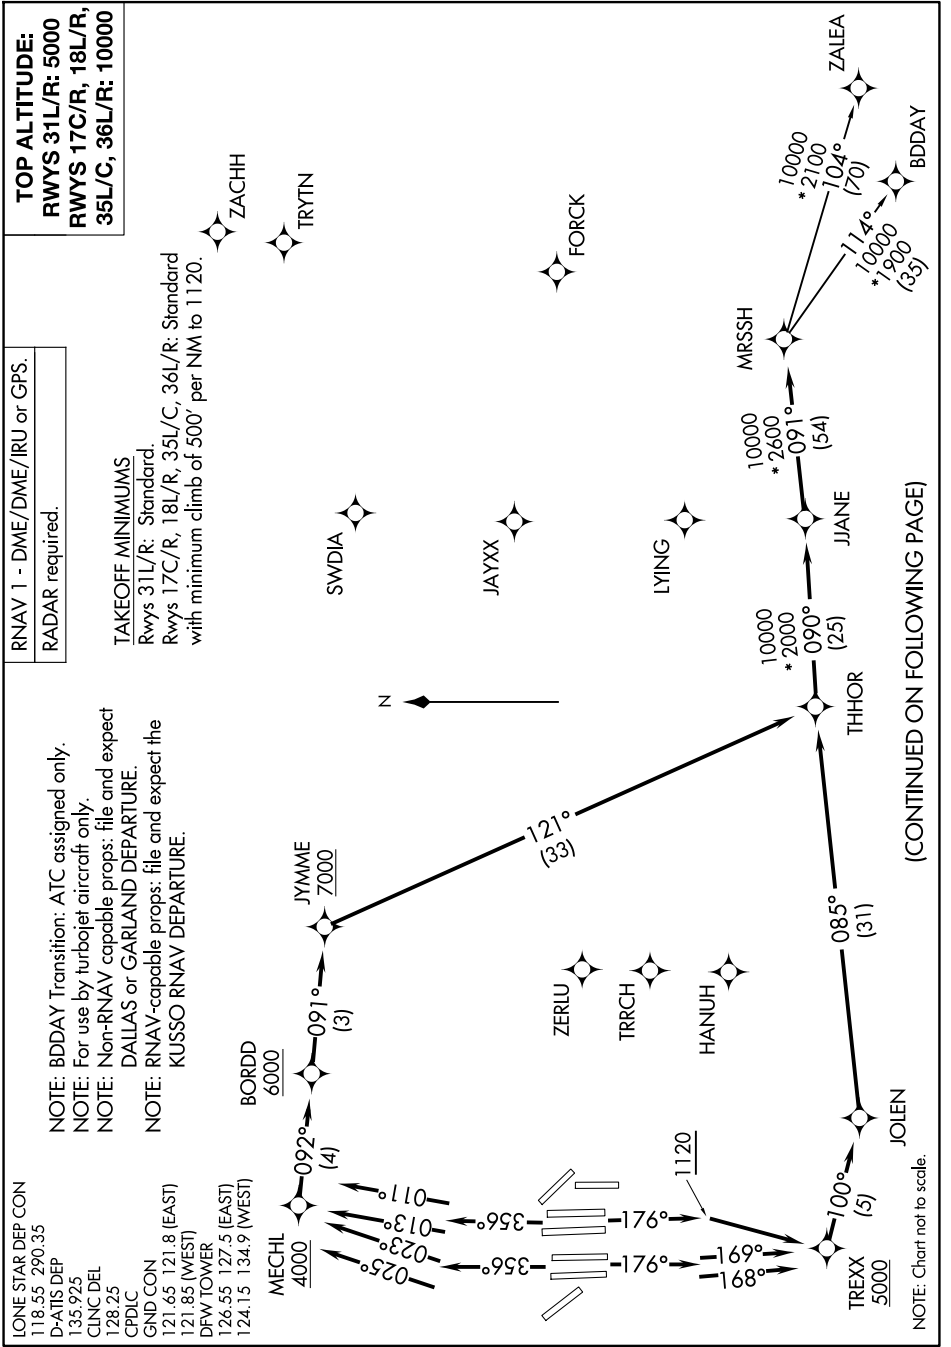 LONE STAR DEP CON
118.55 290.35
D-ATIS DEP
135.925
CLNC DEL
128.25
CPDLC
GND CON
121.65 121.8 (EAST)
121.85 (WEST)
DFW TOWER
126.55 127.5 (EAST)
124.15 134.9 (WEST)
NOTE: BDDAY Transition: ATC assigned only.
NOTE: For use by turbojet aircraft only.
NOTE: Non-RNAV capable props: file and expect
DALLAS or GARLAND DEPARTURE.
NOTE: RNAV-capable props: file and expect the
KUSSO RNAV DEPARTURE.
RNAV 1 - DME/DME/IRU or GPS.
RADAR required.
TAKEOFF MINIMUMS
Rwys 31L/R: Standard.
Rwys 17C/R, 18L/R, 35L/C, 36L/R: Standard
with minimum climb of 500' per NM to 1120.
TOP ALTITUDE:
RWYS 31L/R: 5000
RWYS 17C/R, 18L/R,
35L/C, 36L/R: 10000
ZACHH
TRYTN
FORCK
SWDIA
JAYXX
LYING
N
MECHL
4000
092°
(4)
BORDD
6000
091°
(3)
JYMME
7000
121°
(33)
011°
013°
023°
025°
356°
356°
176°
176°
1120
169°
168°
TREXX
5000
100°
(5)
JOLEN
085°
(31)
ZERLU
TRRCH
HANUH
THHOR
10000
*2000
090°
(25)
JJANE
10000
*2600
091°
(54)
MRSSH
10000
*2100
104°
(70)
ZALEA
114°
10000
*1900
(35)
BDDAY
NOTE: Chart not to scale.
(CONTINUED ON FOLLOWING PAGE)